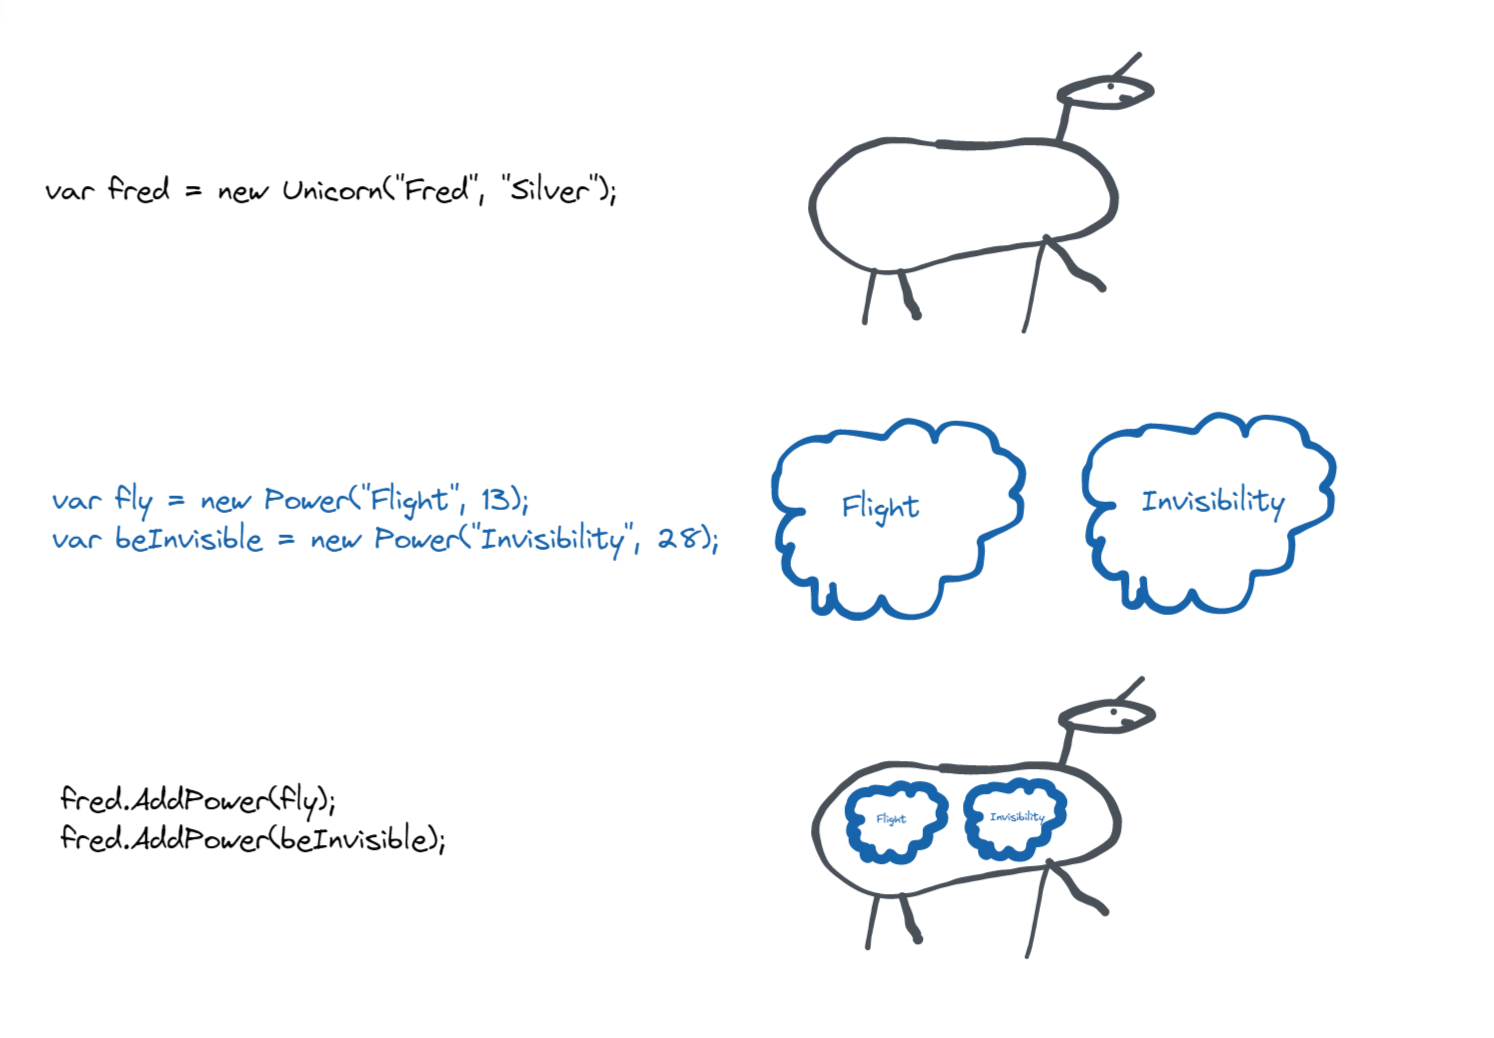 var fred = new Unicorn("Fred", "Silver");
var fly = new Power("Flight", 13);
var beInvisible = new Power("Invisibility", 28);
Flight
Invisibility
fred.AddPower(fly);
fred.AddPower(beInvisible);
Flight
Invisibility